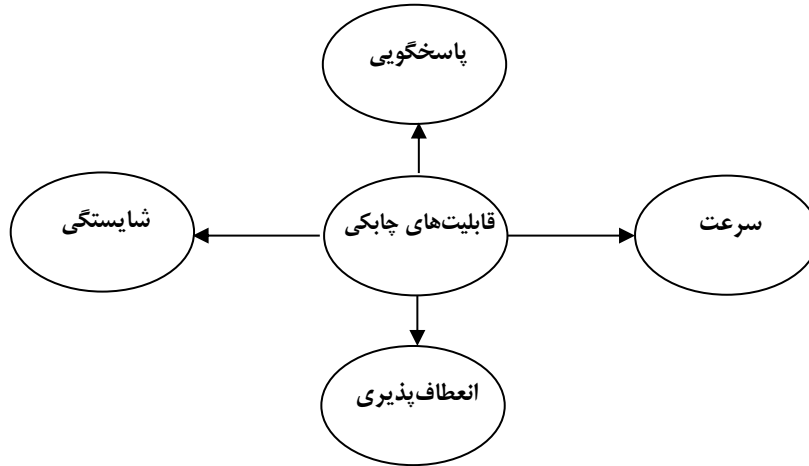 پاسخگویی
سرعت
قابلیت‌های چابکی
شایستگی
انعطاف‌پذیری